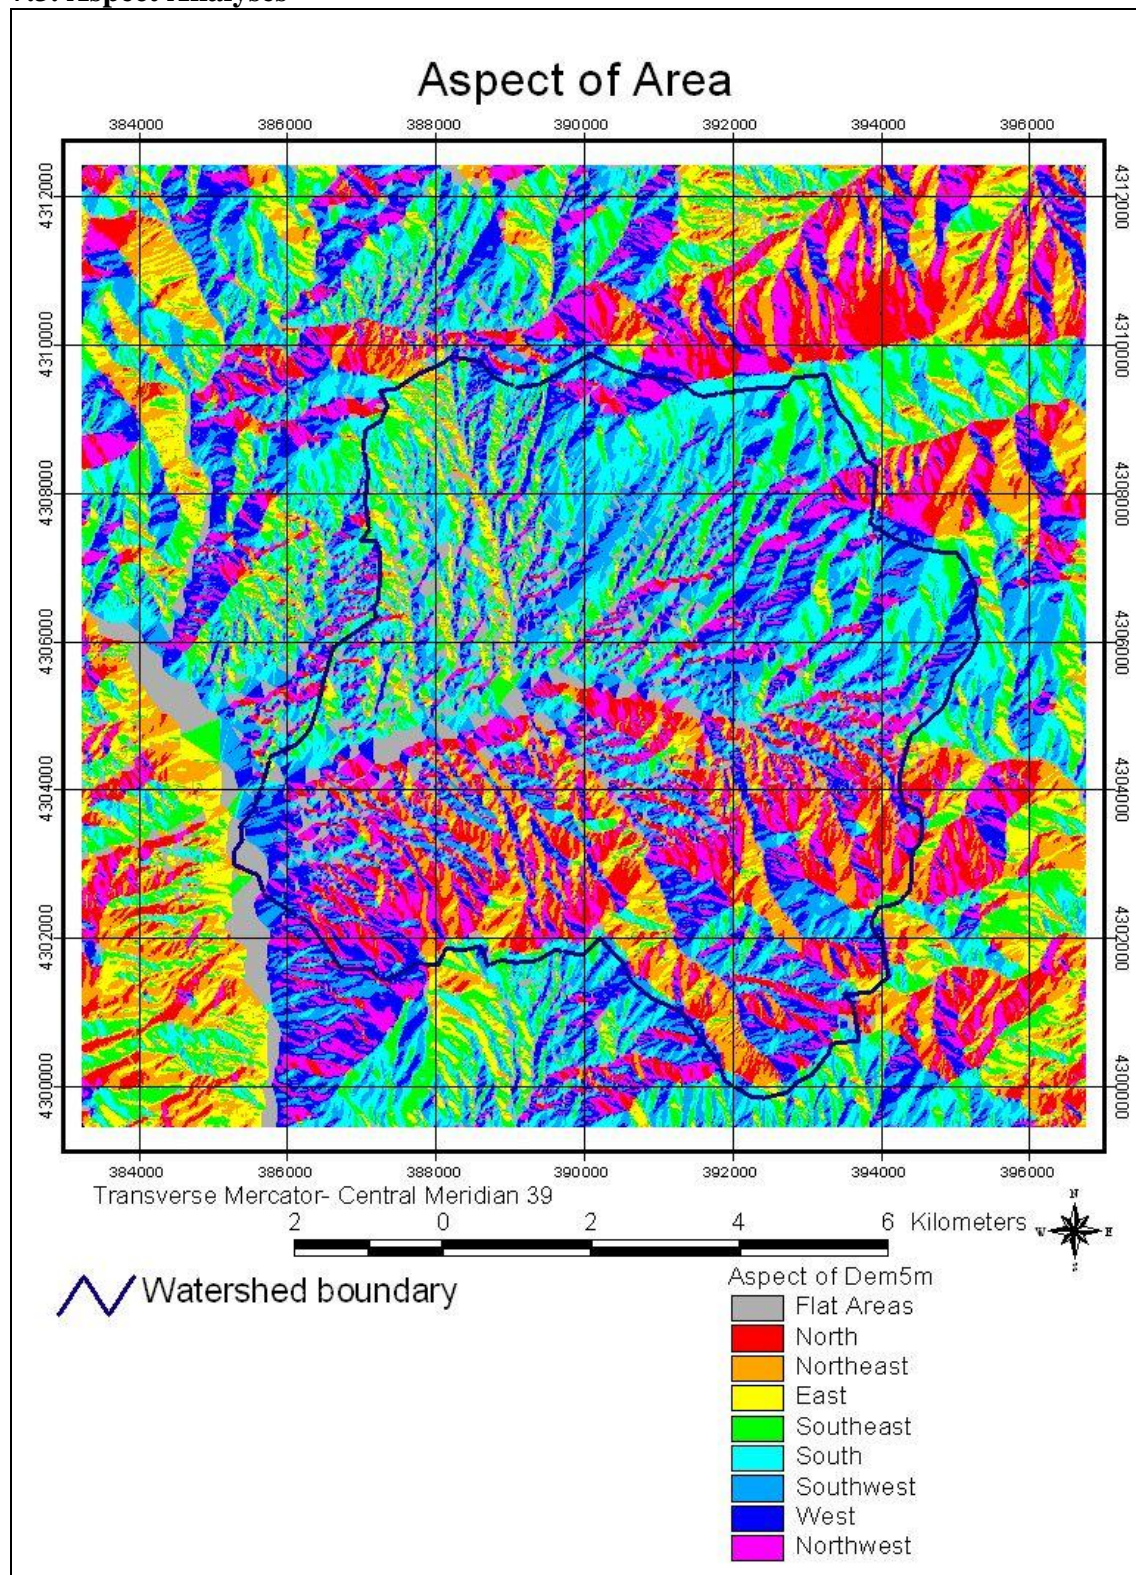 Aspect of Area
384000 386000 388000 390000 392000 394000 396000
4312000 4312000
4310000 4310000
4308000 4308000
4306000 4306000
4304000 4304000
4302000 4302000
4300000 4300000
384000 386000 388000 390000 392000 394000 396000
Transverse Mercator- Central Meridian 39
2 0 2 4 6 Kilometers
N
W E
S
Watershed boundary
Aspect of Dem5m
Flat Areas
North
Northeast
East
Southeast
South
Southwest
West
Northwest